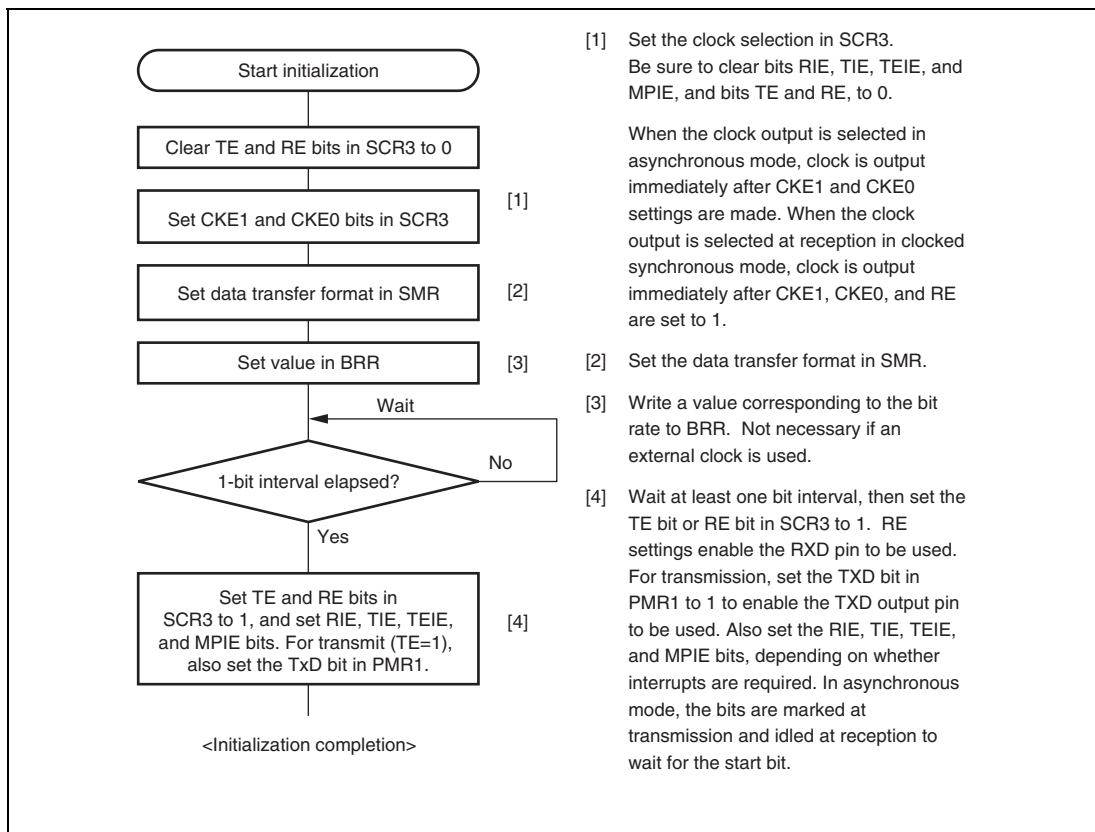 Start initialization
Clear TE and RE bits in SCR3 to 0
[1]
Set CKE1 and CKE0 bits in SCR3
Set data transfer format in SMR
[2]
Set value in BRR
[3]
Wait
1-bit interval elapsed?
No
Yes
Set TE and RE bits in
SCR3 to 1, and set RIE, TIE, TEIE,
and MPIE bits. For transmit (TE=1),
also set the TxD bit in PMR1.
[4]
<Initialization completion>
[1] Set the clock selection in SCR3.
Be sure to clear bits RIE, TIE, TEIE, and
MPIE, and bits TE and RE, to 0.
When the clock output is selected in
asynchronous mode, clock is output
immediately after CKE1 and CKE0
settings are made. When the clock
output is selected at reception in clocked
synchronous mode, clock is output
immediately after CKE1, CKE0, and RE
are set to 1.
[2] Set the data transfer format in SMR.
[3] Write a value corresponding to the bit
rate to BRR. Not necessary if an
external clock is used.
[4] Wait at least one bit interval, then set the
TE bit or RE bit in SCR3 to 1. RE
settings enable the RXD pin to be used.
For transmission, set the TXD bit in
PMR1 to 1 to enable the TXD output pin
to be used. Also set the RIE, TIE, TEIE,
and MPIE bits, depending on whether
interrupts are required. In asynchronous
mode, the bits are marked at
transmission and idled at reception to
wait for the start bit.